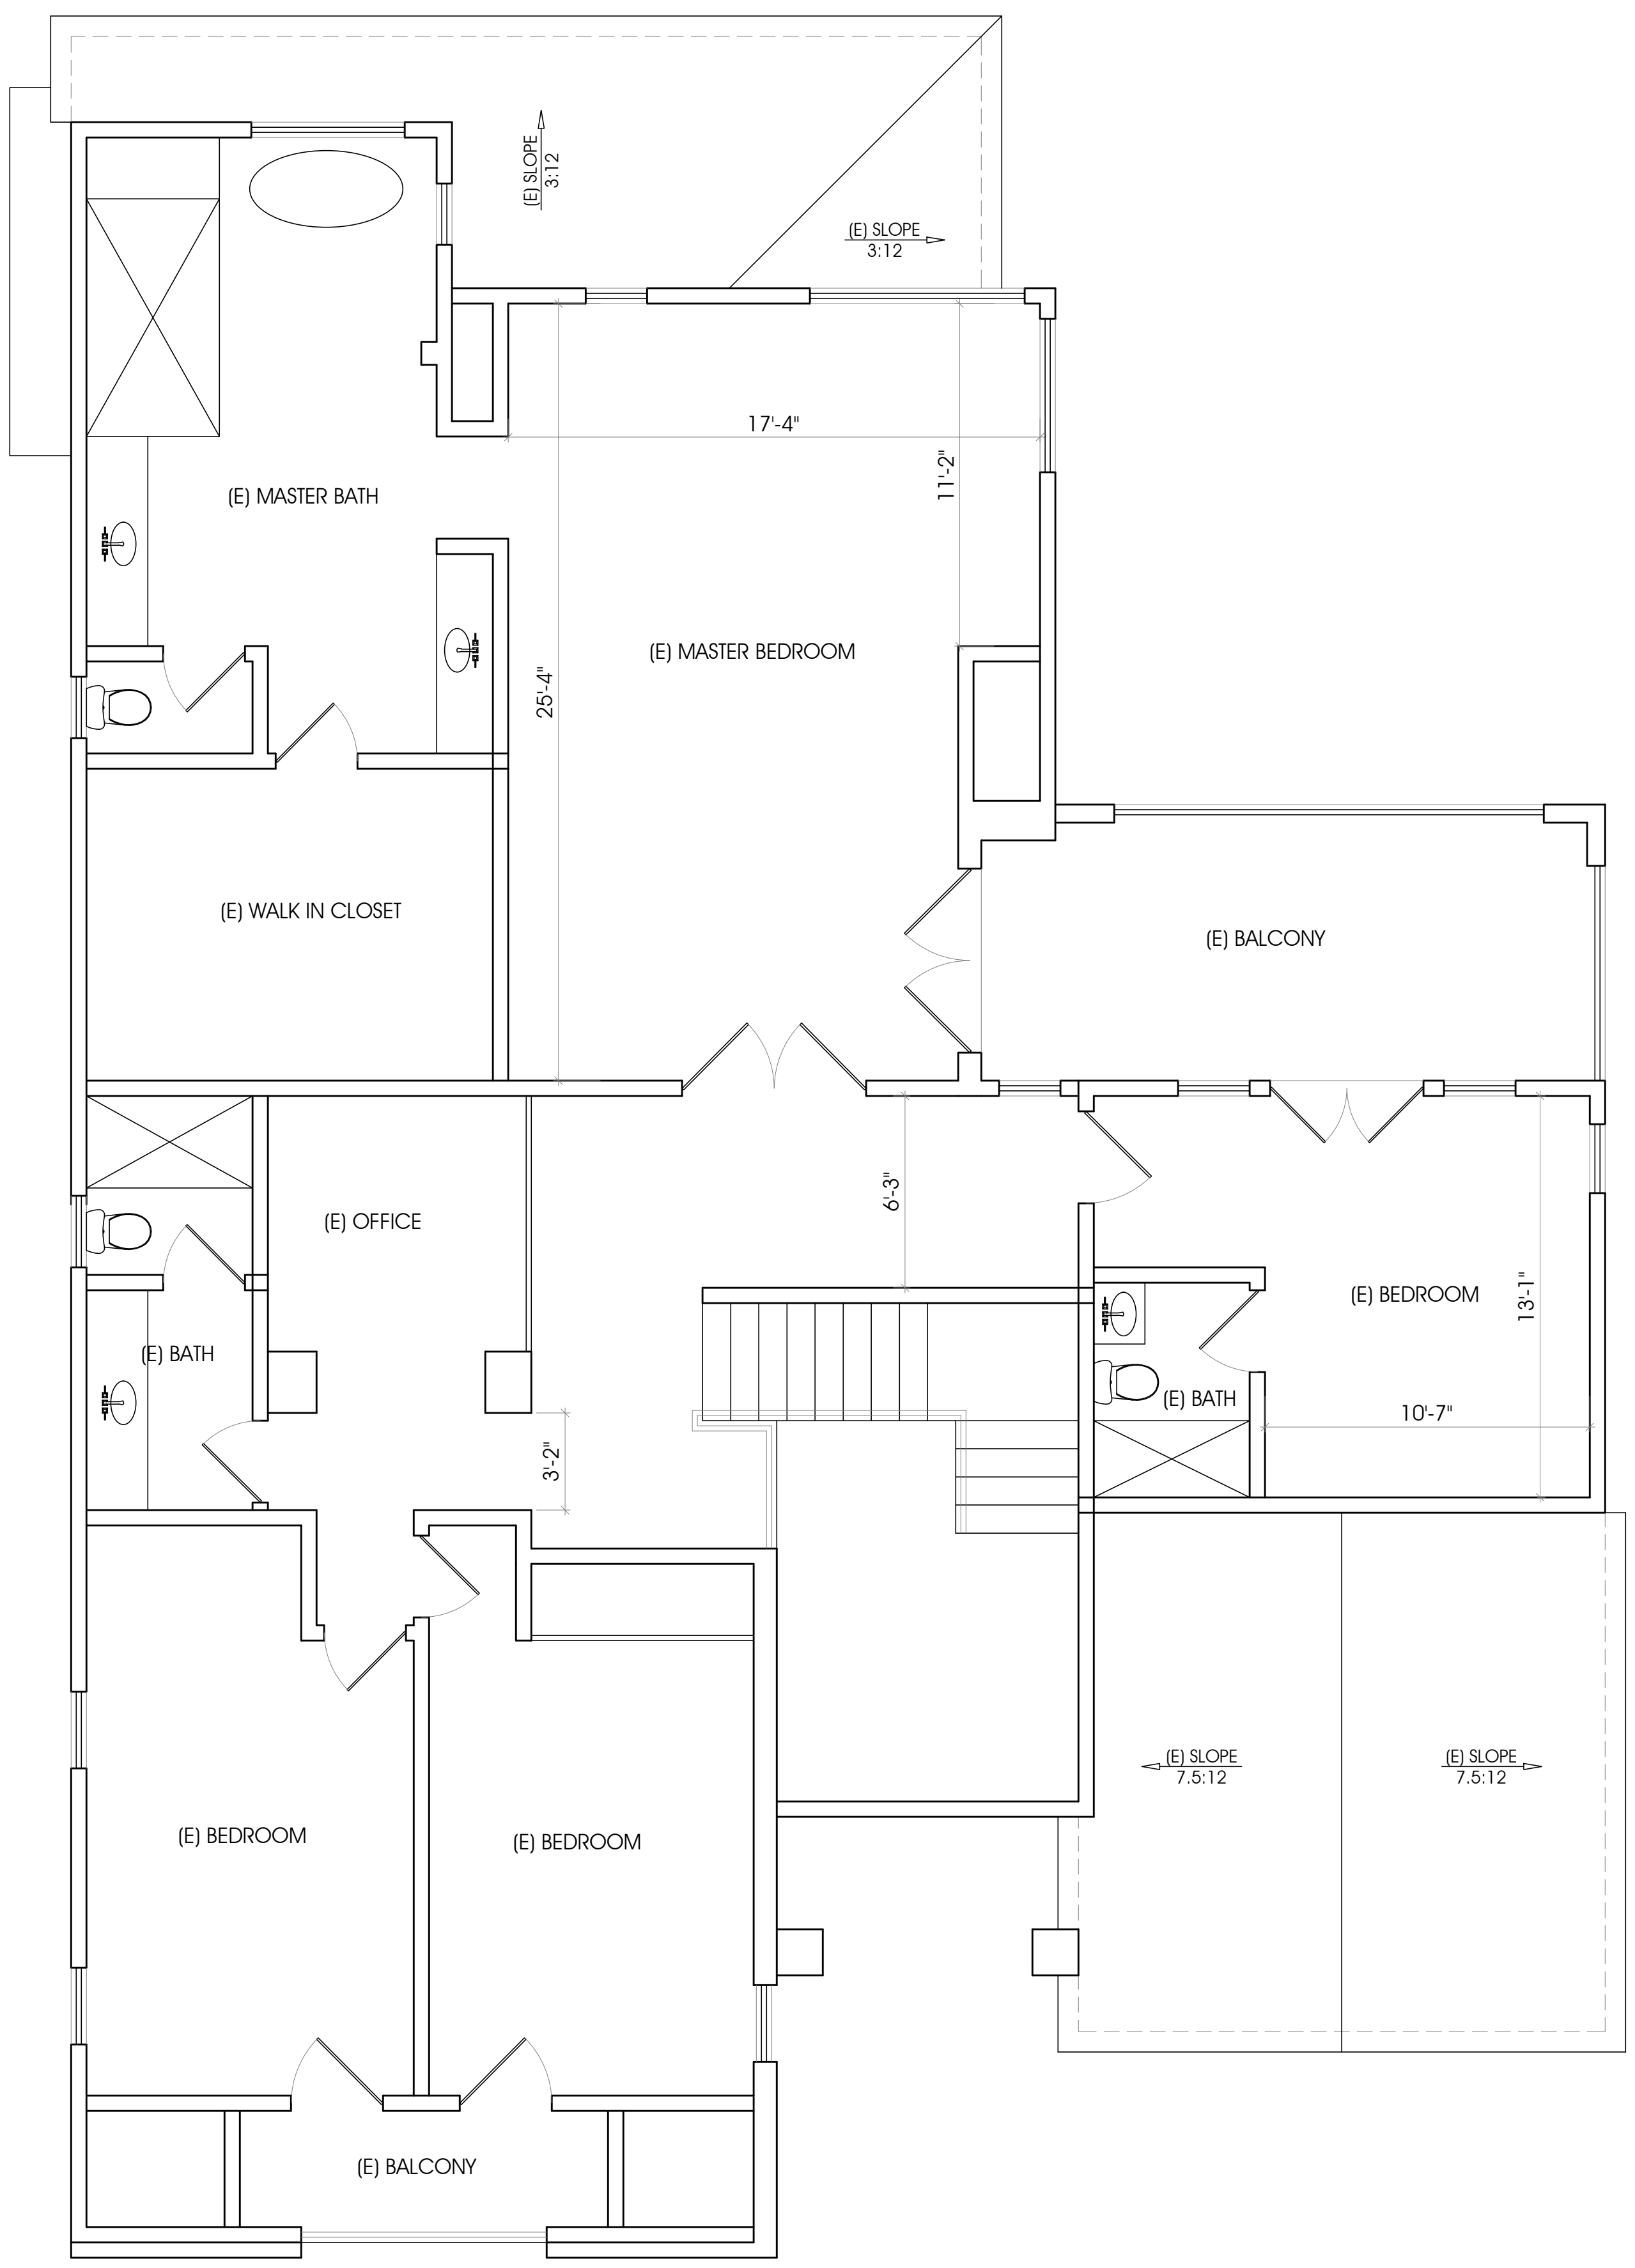 (E) SLOPE
3:12
(E) SLOPE
3:12
17'-4"
11'-2"
(E) MASTER BATH
(E) MASTER BEDROOM
25'-4"
(E) WALK IN CLOSET
(E) BALCONY
6'-3"
(E) OFFICE
(E) BEDROOM
13'-1"
(E) BATH
(E) BATH
10'-7"
3'-2"
(E) SLOPE
7.5:12
(E) SLOPE
7.5:12
(E) BEDROOM
(E) BEDROOM
(E) BALCONY